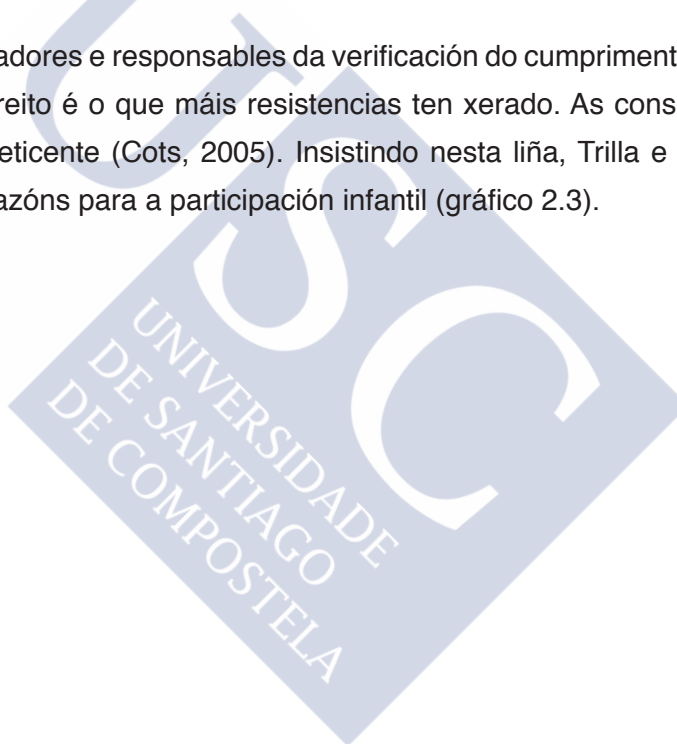 adores e responsables da verificación do cumpriment
reito é o que máis resistencias ten xerado. As cons
eticente (Cots, 2005). Insistindo nesta liña, Trilla e
azóns para a participación infantil (gráfico 2.3).
USC
UNIVERSIDADE
DE SANTIAGO
DE COMPOSTELA